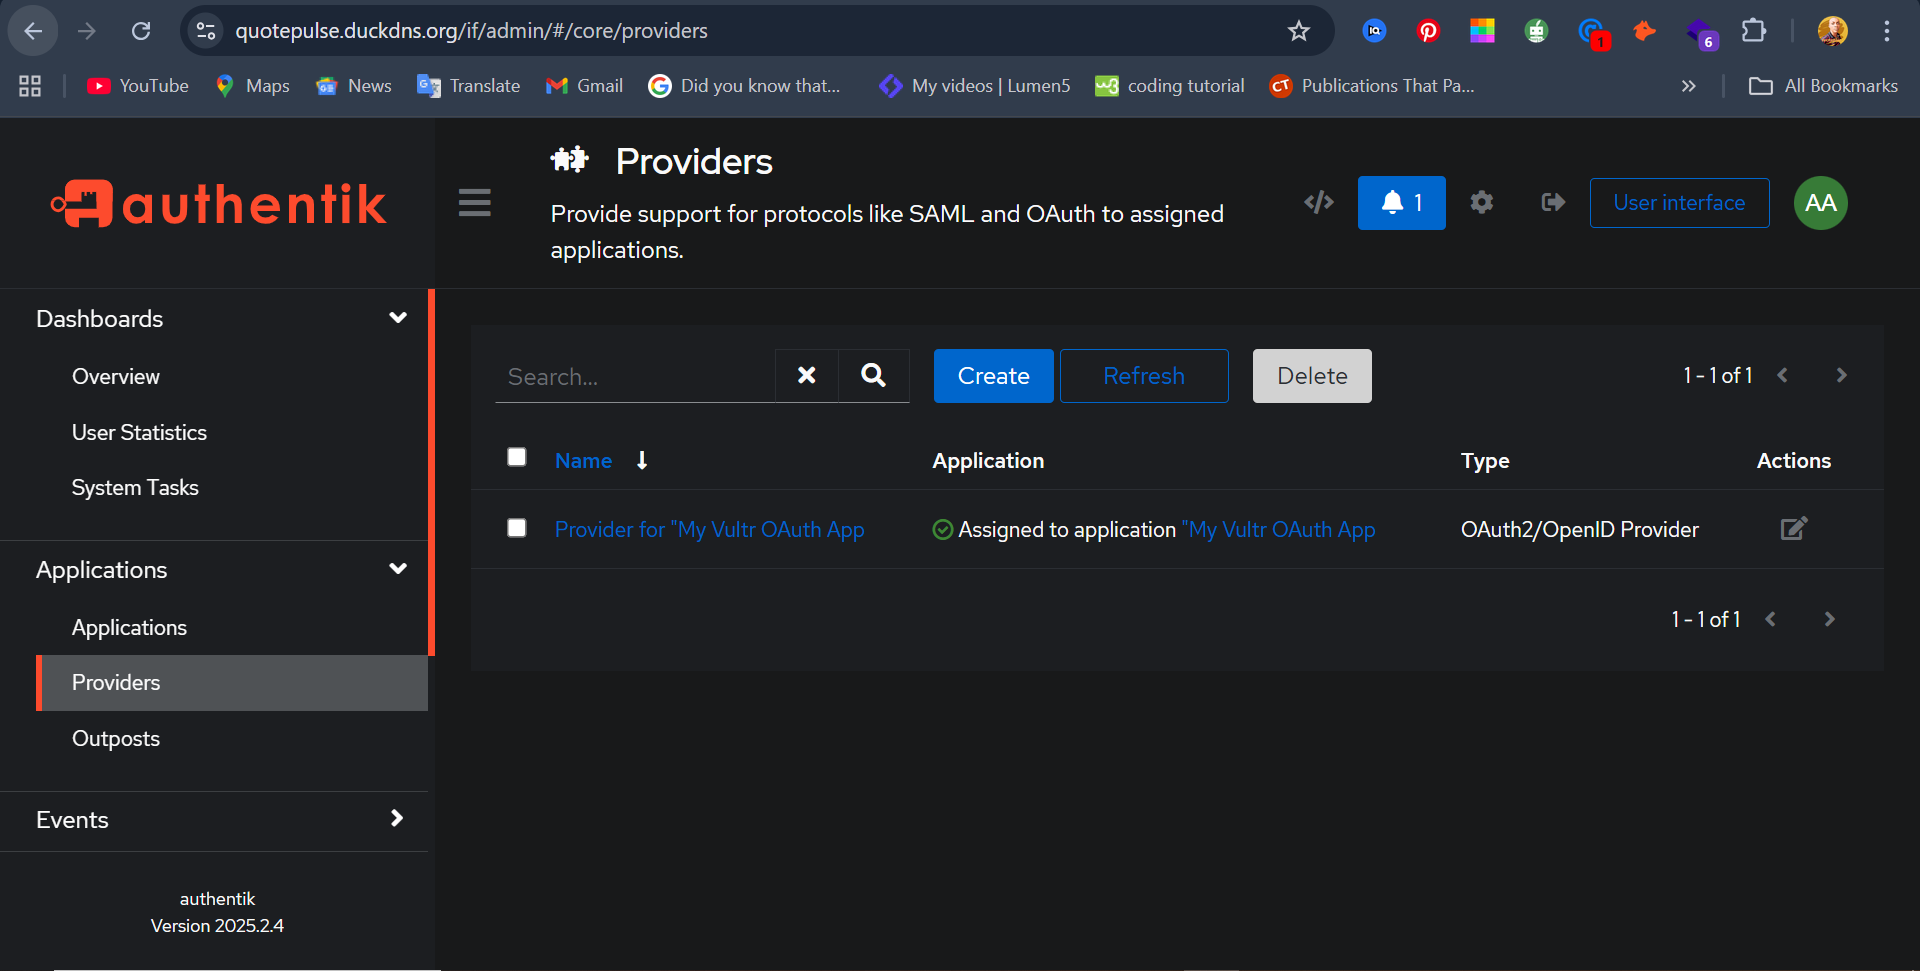 quotepulse.duckdns.org/if/admin/#/core/providers
1
6
YouTube
Maps
News
Translate
Gmail
Did you know that...
My videos | Lumen5
coding tutorial
Publications That Pa...
All Bookmarks
authentik
Providers
Provide support for protocols like SAML and OAuth to assigned
applications.
1
User interface
AA
Dashboards
Overview
User Statistics
System Tasks
Applications
Applications
Providers
Outposts
Events
authentik
Version 2025.2.4
Search...
Create
Refresh
Delete
1 - 1 of 1
Name
Application
Type
Actions
Provider for "My Vultr OAuth App
Assigned to application "My Vultr OAuth App
OAuth2/OpenID Provider
1 - 1 of 1